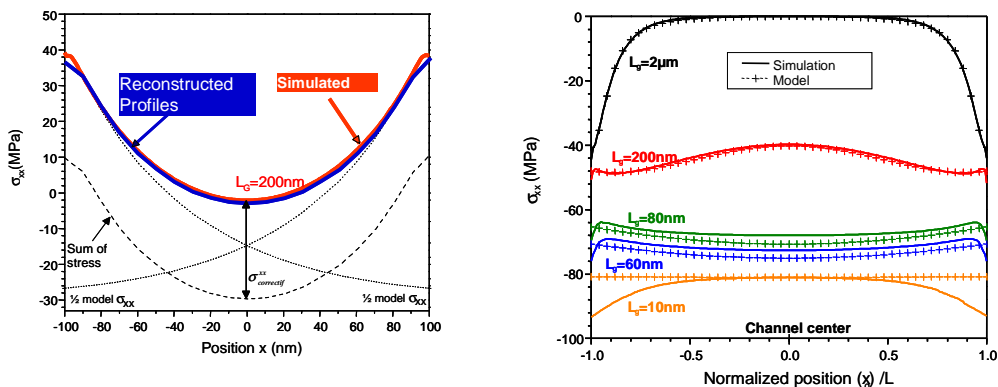 50
40
30
20
10
0
-10
-20
-30
σxx(MPa)
Reconstructed
Profiles
Simulated
LG=200nm
Sum of
stress
σ^xx_correctif
½ model σxx
½ model σxx
-100 -80 -60 -40 -20 0 20 40 60 80 100
Position x (nm)
0
-20
-40
-60
-80
-100
σxx (MPa)
Lg=2µm
Simulation
Model
Lg=200nm
Lg=80nm
Lg=60nm
Lg=10nm
Channel center
-1.0 -0.5 0.0 0.5 1.0
Normalized position (x) /L